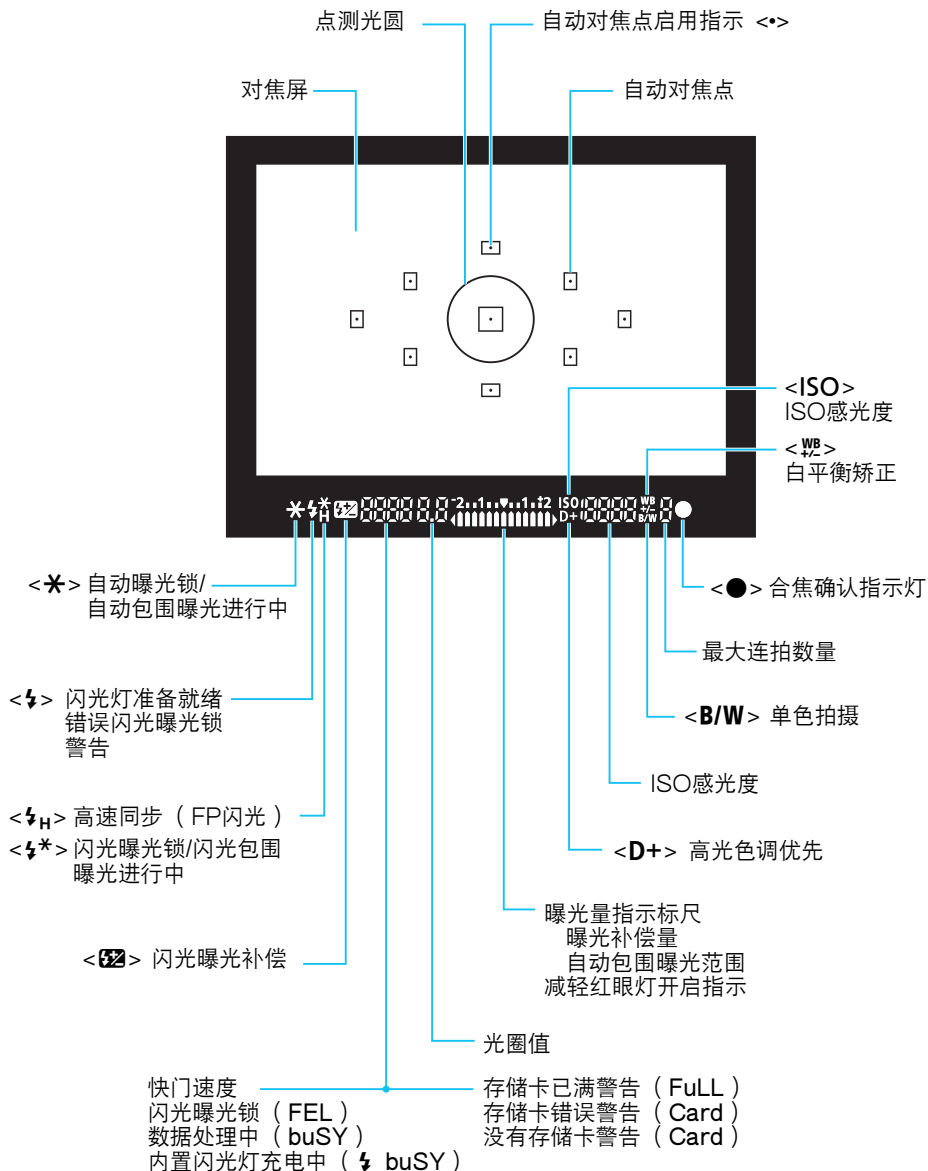 点测光圆
自动对焦点启用指示 <•>
对焦屏
自动对焦点
<ISO>
ISO感光度
<WB+/->
白平衡矫正
-2..1..▼..1.+2 ISO WB +/-
D+ B/W
<✱> 自动曝光锁/
自动包围曝光进行中
<●> 合焦确认指示灯
最大连拍数量
<⚡> 闪光灯准备就绪
错误闪光曝光锁
警告
<B/W> 单色拍摄
ISO感光度
<⚡H> 高速同步（FP闪光）
<⚡✱> 闪光曝光锁/闪光包围
曝光进行中
<D+> 高光色调优先
曝光量指示标尺
曝光补偿量
自动包围曝光范围
减轻红眼灯开启指示
<⚡±> 闪光曝光补偿
光圈值
快门速度
闪光曝光锁（FEL）
数据处理中（buSY）
内置闪光灯充电中（⚡ buSY）
存储卡已满警告（FuLL）
存储卡错误警告（Card）
没有存储卡警告（Card）